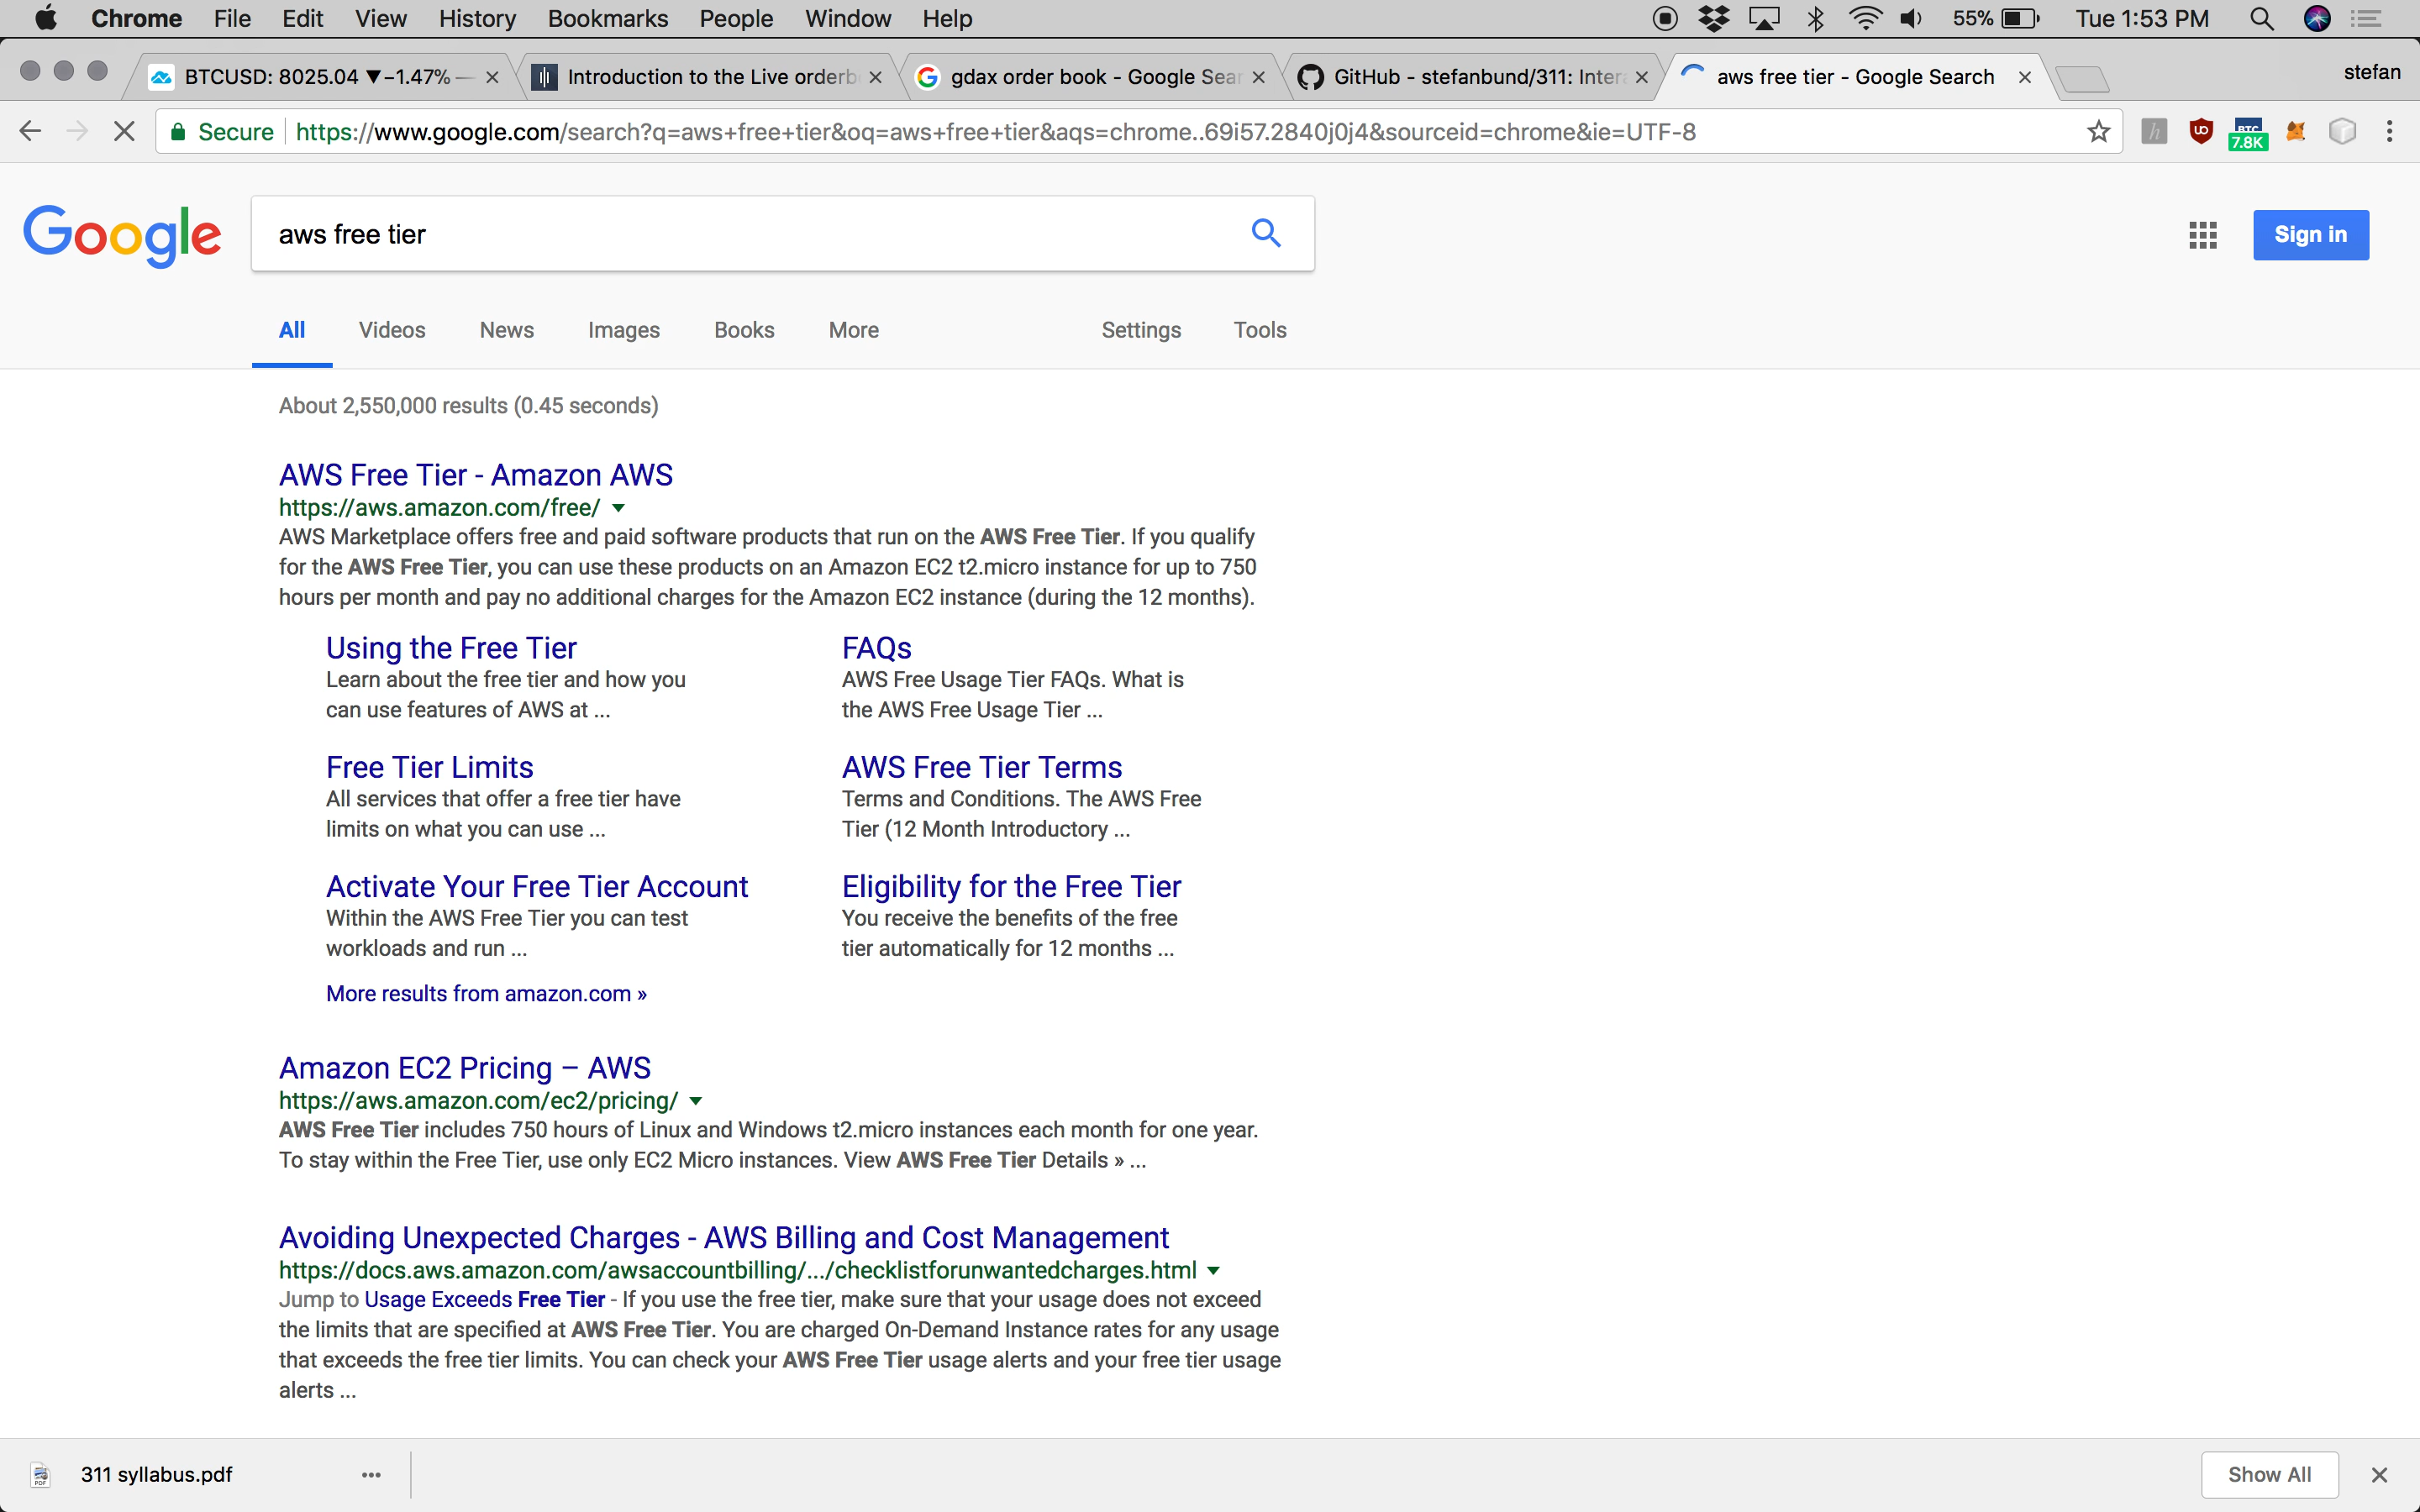 Chrome File Edit View History Bookmarks People Window Help 55% Tue 1:53 PM
BTCUSD: 8025.04 ▼−1.47% — Introduction to the Live orderb gdax order book - Google Sear GitHub - stefanbund/311: Inter aws free tier - Google Search stefan
Secure https://www.google.com/search?q=aws+free+tier&oq=aws+free+tier&aqs=chrome..69i57.2840j0j4&sourceid=chrome&ie=UTF-8 h UO BTC 7.8K
Google aws free tier Sign in
All Videos News Images Books More Settings Tools
About 2,550,000 results (0.45 seconds)
AWS Free Tier - Amazon AWS
https://aws.amazon.com/free/ ▼
AWS Marketplace offers free and paid software products that run on the AWS Free Tier. If you qualify
for the AWS Free Tier, you can use these products on an Amazon EC2 t2.micro instance for up to 750
hours per month and pay no additional charges for the Amazon EC2 instance (during the 12 months).
Using the Free Tier
Learn about the free tier and how you
can use features of AWS at ...
FAQs
AWS Free Usage Tier FAQs. What is
the AWS Free Usage Tier ...
Free Tier Limits
All services that offer a free tier have
limits on what you can use ...
AWS Free Tier Terms
Terms and Conditions. The AWS Free
Tier (12 Month Introductory ...
Activate Your Free Tier Account
Within the AWS Free Tier you can test
workloads and run ...
Eligibility for the Free Tier
You receive the benefits of the free
tier automatically for 12 months ...
More results from amazon.com »
Amazon EC2 Pricing – AWS
https://aws.amazon.com/ec2/pricing/ ▼
AWS Free Tier includes 750 hours of Linux and Windows t2.micro instances each month for one year.
To stay within the Free Tier, use only EC2 Micro instances. View AWS Free Tier Details » ...
Avoiding Unexpected Charges - AWS Billing and Cost Management
https://docs.aws.amazon.com/awsaccountbilling/.../checklistforunwantedcharges.html ▼
Jump to Usage Exceeds Free Tier - If you use the free tier, make sure that your usage does not exceed
the limits that are specified at AWS Free Tier. You are charged On-Demand Instance rates for any usage
that exceeds the free tier limits. You can check your AWS Free Tier usage alerts and your free tier usage
alerts ...
PDF 311 syllabus.pdf Show All